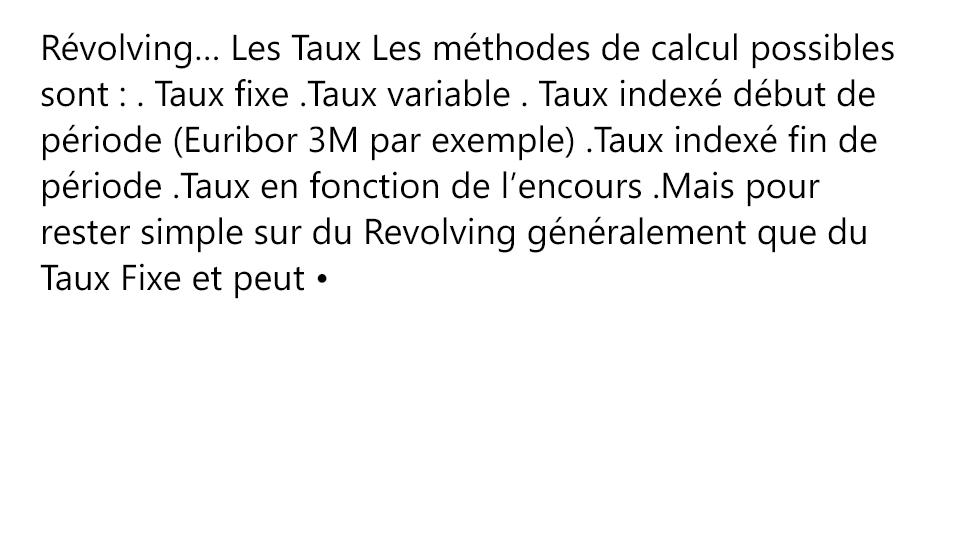 Révolving... Les Taux Les méthodes de calcul possibles
sont : . Taux fixe .Taux variable . Taux indexé début de
période (Euribor 3M par exemple) .Taux indexé fin de
période .Taux en fonction de l’encours .Mais pour
rester simple sur du Revolving généralement que du
Taux Fixe et peut •